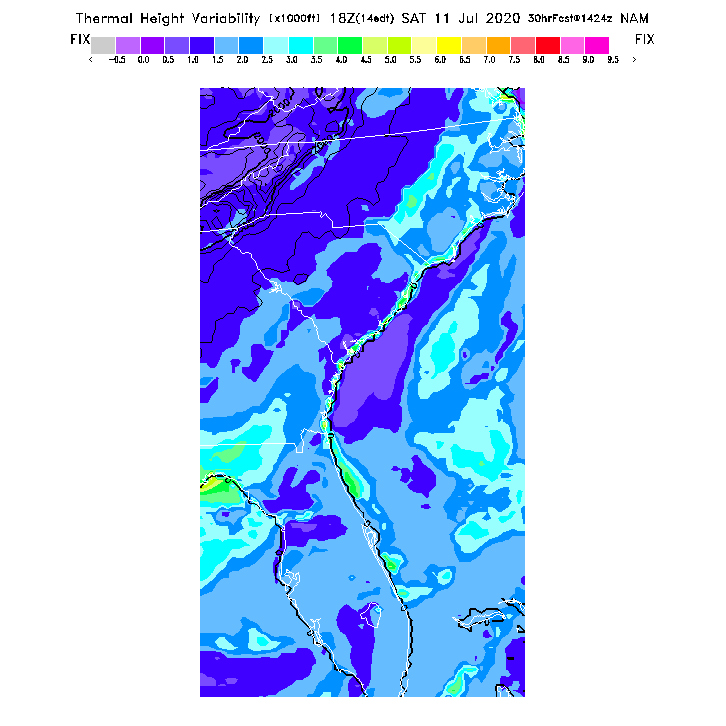 Thermal Height Variability [x1000ft] 18Z(14edt) SAT 11 Jul 2020 30hrFcst@1424z NAM
FIX FIX
< -0.5 0.0 0.5 1.0 1.5 2.0 2.5 3.0 3.5 4.0 4.5 5.0 5.5 6.0 6.5 7.0 7.5 8.0 8.5 9.0 9.5 >